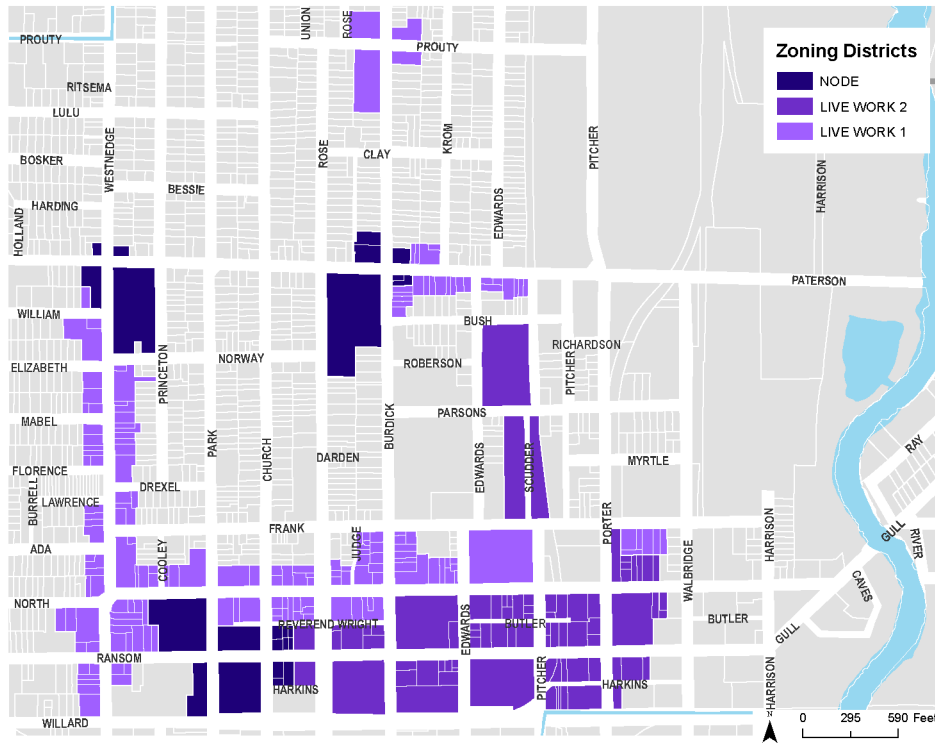 UNION
ROSE
PROUTY
PROUTY
Zoning Districts
NODE
LIVE WORK 2
LIVE WORK 1
RITSEMA
LULU
WESTNEDGE
BOSKER
ROSE
CLAY
KROM
PITCHER
HARRISON
BESSIE
HARDING
HOLLAND
EDWARDS
PATERSON
WILLIAM
BUSH
RICHARDSON
NORWAY
ROBERSON
ELIZABETH
PRINCETON
PITCHER
MABEL
PARSONS
BURDICK
PARK
CHURCH
DARDEN
EDWARDS
SCUDDER
MYRTLE
RAY
FLORENCE
BURRELL
DREXEL
LAWRENCE
FRANK
JUDGE
PORTER
HARRISON
GULL
RIVER
ADA
COOLEY
WALBRIDGE
CAVES
NORTH
REVEREND WRIGHT
EDWARDS
BUTLER
BUTLER
GULL
RANSOM
HARKINS
PITCHER
HARKINS
HARRISON
WILLARD
N
0 295 590 Feet